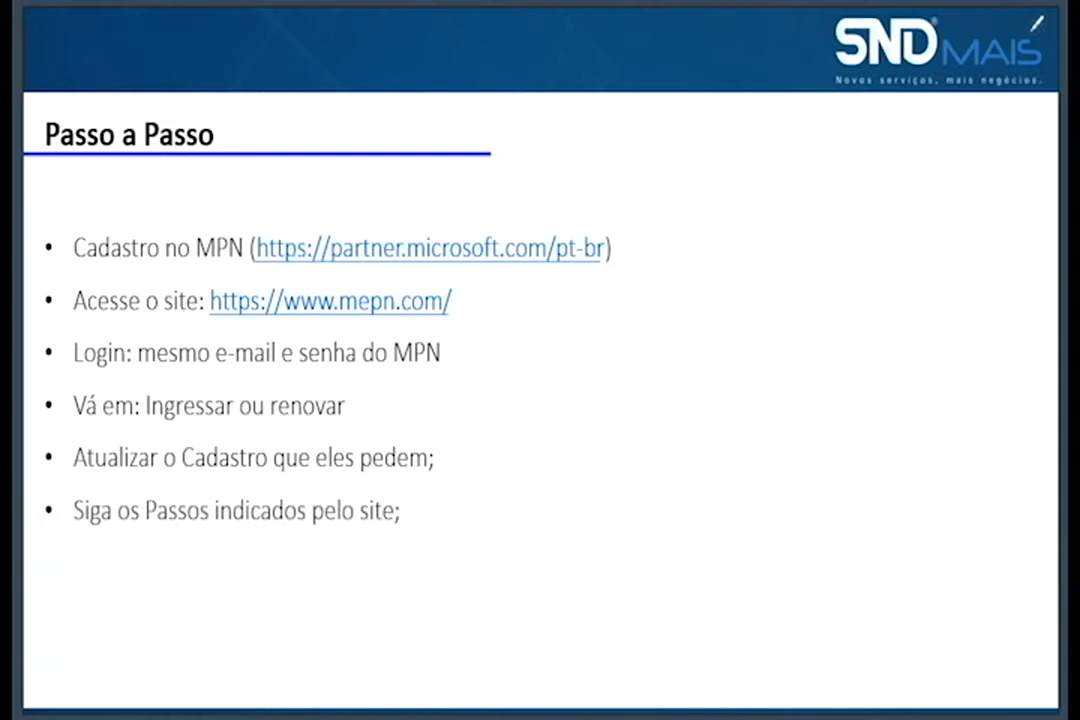 SND® MAIS
Novos serviços, mais negócios.
Passo a Passo
• Cadastro no MPN (https://partner.microsoft.com/pt-br)
• Acesse o site: https://www.mepn.com/
• Login: mesmo e-mail e senha do MPN
• Vá em: Ingressar ou renovar
• Atualizar o Cadastro que eles pedem;
• Siga os Passos indicados pelo site;